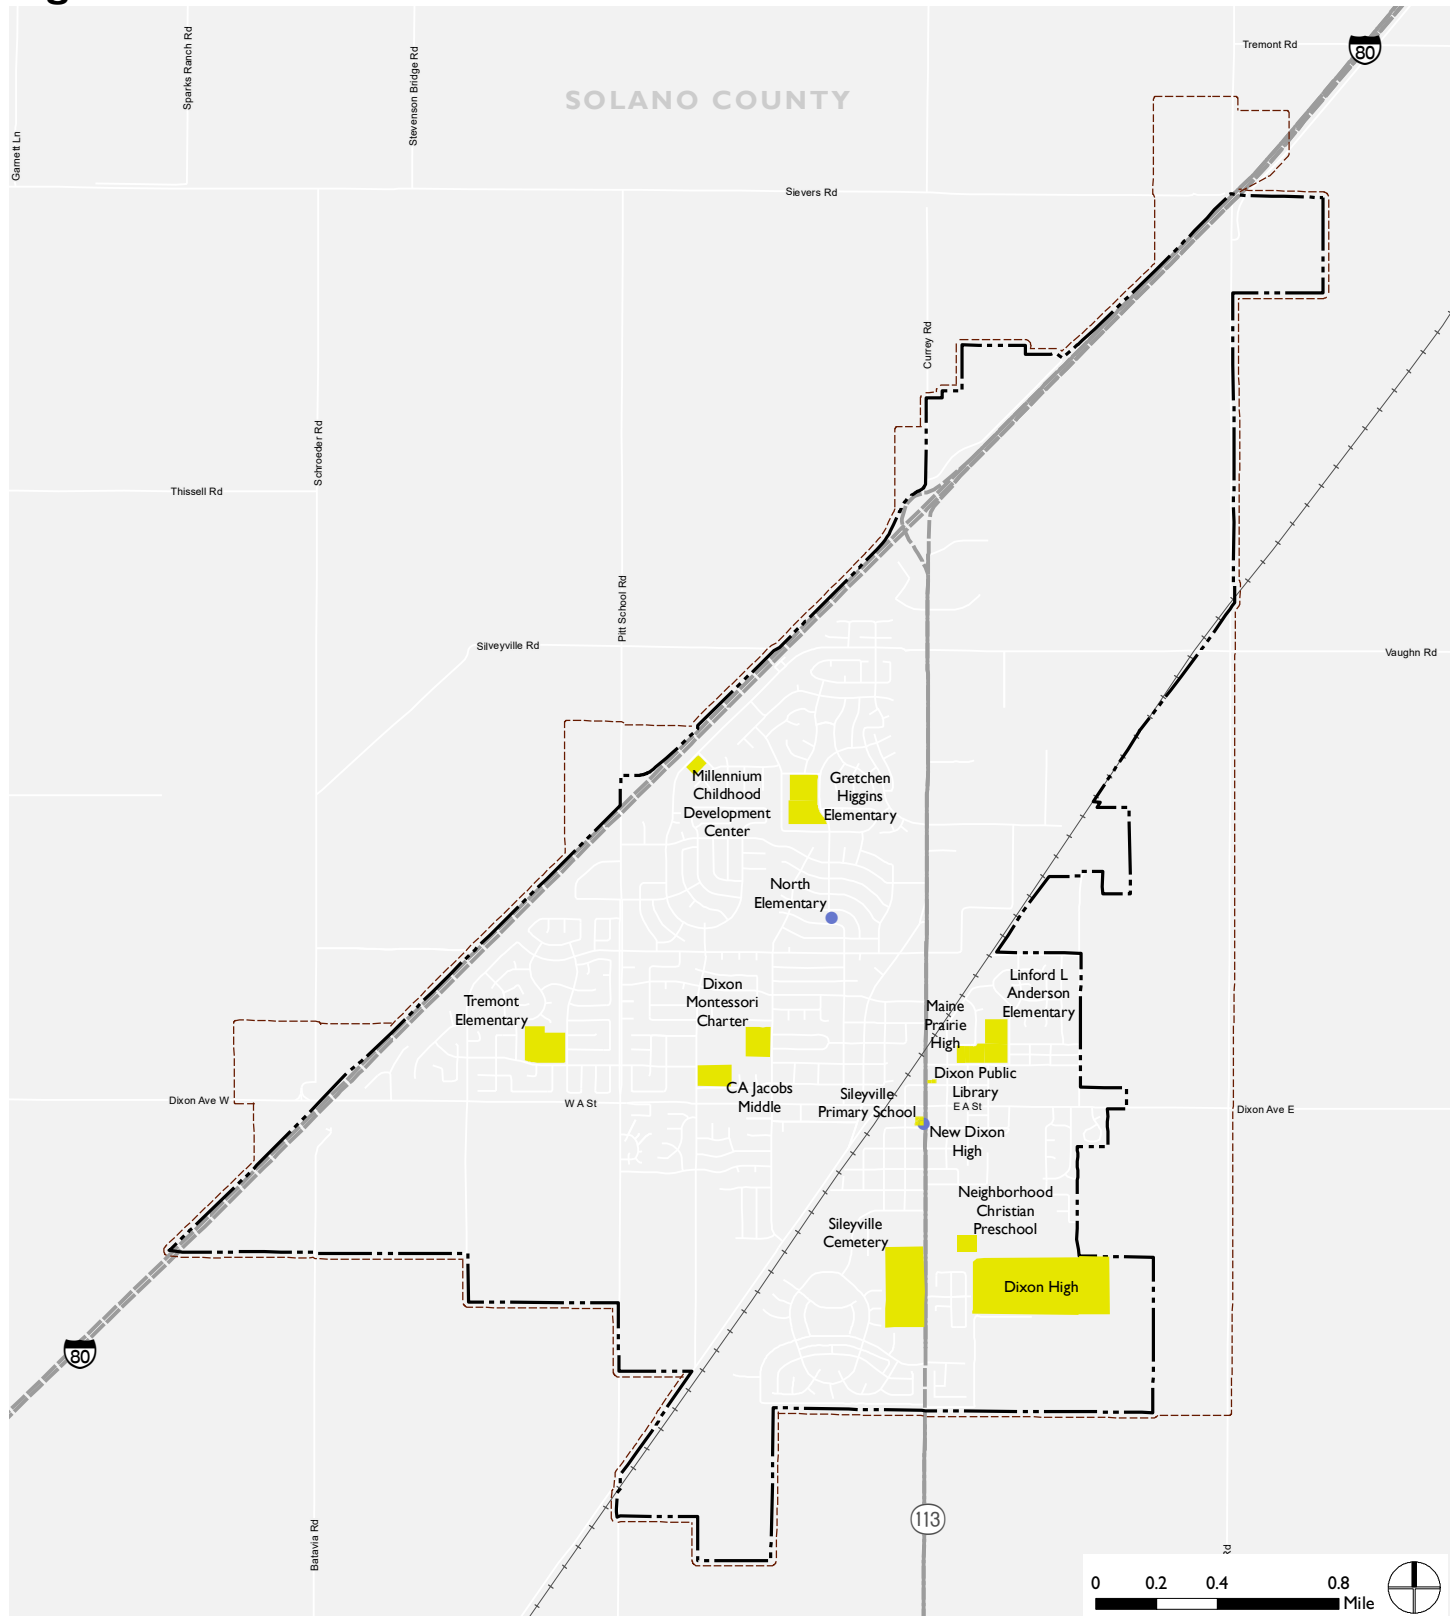 Tremont Rd
80
Sparks Ranch Rd
Stevenson Bridge Rd
SOLANO COUNTY
Garnett Ln
Sievers Rd
Currey Rd
Schroeder Rd
Thissell Rd
Pitt School Rd
Silveyville Rd
Vaughn Rd
Millennium
Childhood
Development
Center
Gretchen
Higgins
Elementary
North
Elementary
Tremont
Elementary
Dixon
Montessori
Charter
Linford L
Anderson
Elementary
Maine
Prairie
High
CA Jacobs
Middle
Dixon Public
Library
Sileyville
Primary School
Dixon Ave W
W A St
E A St
Dixon Ave E
New Dixon
High
Neighborhood
Christian
Preschool
Sileyville
Cemetery
Dixon High
80
113
Batavia Rd
0 0.2 0.4 0.8
Mile